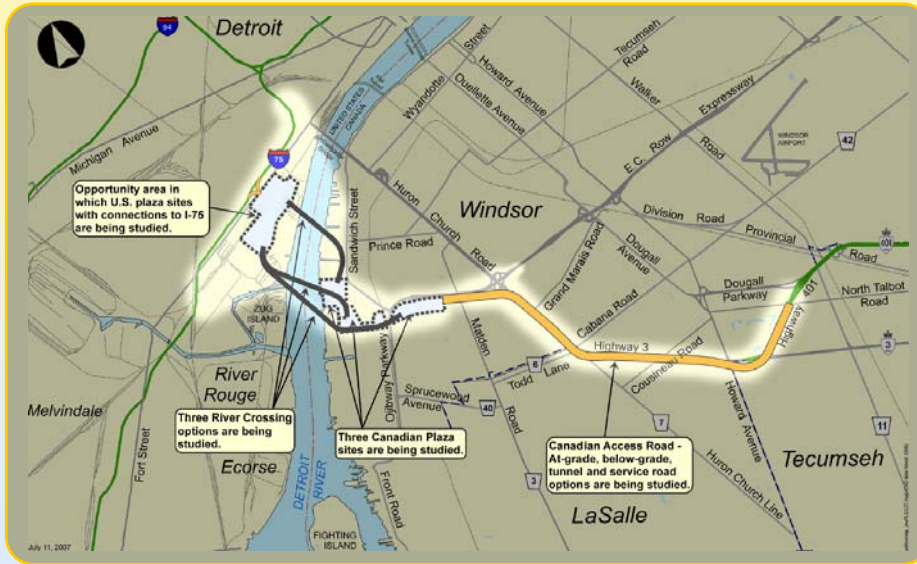 94
Detroit
Michigan Avenue
75
UNITED STATES
CANADA
Street
Wyandotte
Ouellette Avenue
Howard Avenue
Tecumseh
Road
Walker
Road
E.C. Row Expressway
WINDSOR
AIRPORT
42
Opportunity area in
which U.S. plaza sites
with connections to I-75
are being studied.
Sandwich Street
Huron
Church
Road
Windsor
Prince Road
Division Road
Provincial
Road
401
Grand Marais Road
Dougall
Avenue
Dougall
Parkway
North Talbot
Road
Highway 401
3
Cabana Road
Highway 3
Cousineau Road
ZUG
ISLAND
Malden
Road
6
Todd Lane
River
Rouge
Melvindale
Fort Street
Three River Crossing
options are being
studied.
Ojibway Parkway
Sprucewood
Avenue
40
Three Canadian Plaza
sites are being studied.
Canadian Access Road -
At-grade, below-grade,
tunnel and service road
options are being studied.
7
Howard Avenue
11
Ecorse
DETROIT
RIVER
Front Road
3
Huron Church Line
Tecumseh
LaSalle
FIGHTING
ISLAND
July 11, 2007